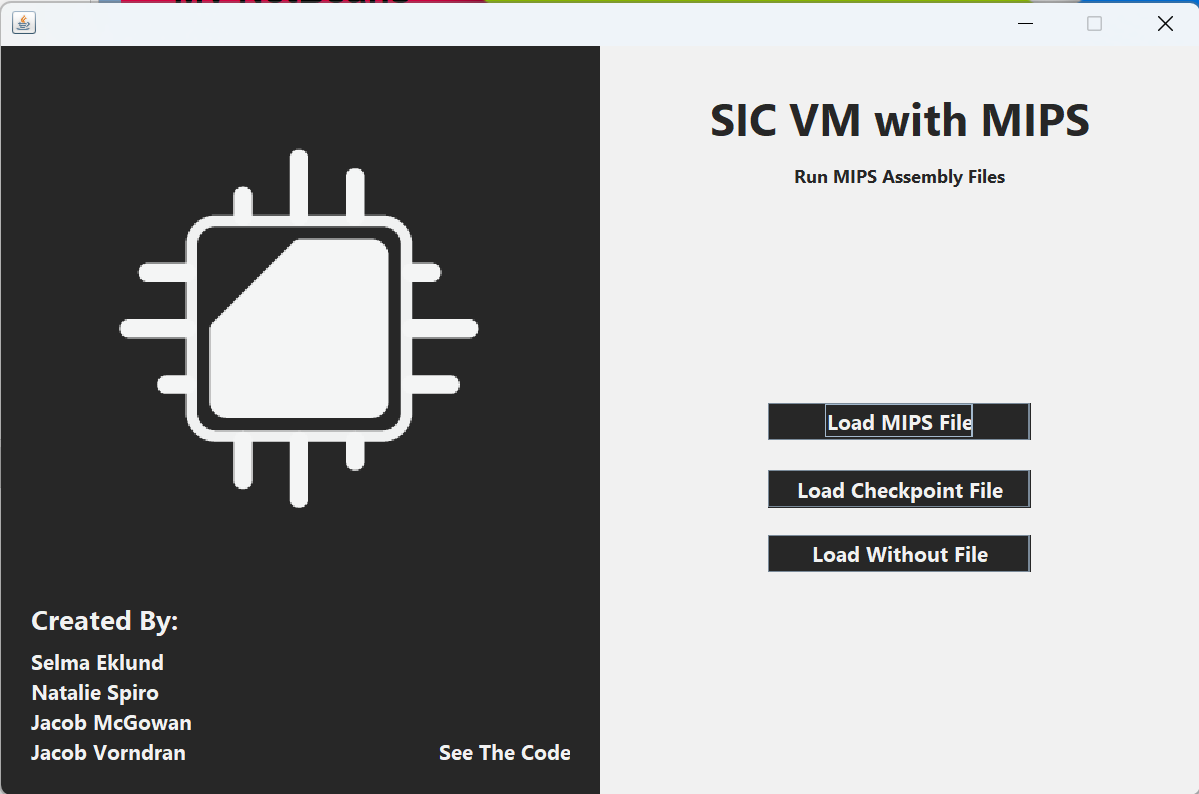 SIC VM with MIPS
Run MIPS Assembly Files
Load MIPS File
Load Checkpoint File
Load Without File
Created By:
Selma Eklund
Natalie Spiro
Jacob McGowan
Jacob Vorndran
See The Code